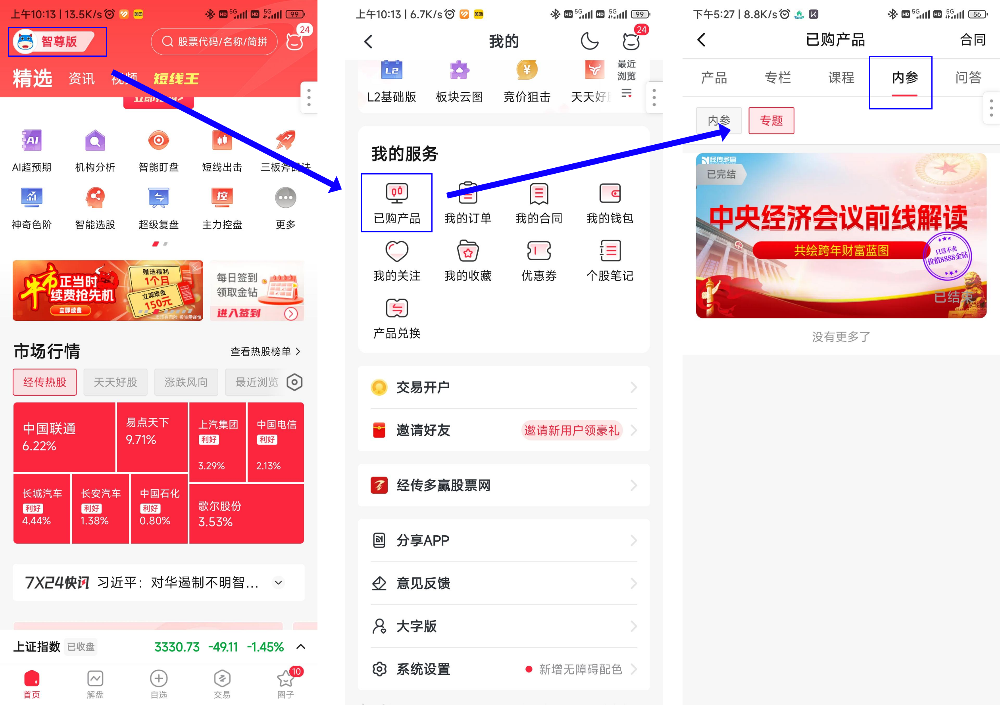 上午10:13 | 13.5K/s
美团
HD 5G HD 5G 99
智尊版
股票代码/名称/简拼
24
精选 资讯 视频 短线王
AI超预期 机构分析 智能盯盘 短线出击 三板斧战法
控
神奇色阶 智能选股 超级复盘 主力控盘 更多
牛市 正当时
续费抢先机
立即续费
赠送福利
1个月
立减现金
150元
市场有风险 投资需谨慎
每日签到
领取金钻
进入签到
市场行情
查看热股榜单
经传热股 天天好股 涨跌风向 最近浏览
中国联通
6.22%
易点天下
9.71%
上汽集团
利好
3.29%
中国电信
利好
2.13%
长城汽车
利好
4.44%
长安汽车
利好
1.38%
中国石化
利好
0.80%
歌尔股份
3.53%
7X24快讯 习近平：对华遏制不明智...
上证指数 已收盘 3330.73 -49.11 -1.45%
10
首页 解盘 自选 交易 圈子
上午10:13 | 6.7K/s
美团
HD 5G HD 5G 99
我的
24
L2
L2基础版 板块云图 竞价狙击 天天好
最近
浏览
我的服务
已购产品 我的订单 我的合同 我的钱包
我的关注 我的收藏 优惠券 个股笔记
产品兑换
交易开户
邀请好友 邀请新用户领豪礼
经传多赢股票网
分享APP
意见反馈
大字版
系统设置 新增无障碍配色
下午5:27 | 8.8K/s
HD 5G HD 5G 56
已购产品 合同
产品 专栏 课程 内参 问答
内参 专题
经传多赢
已完结
中央经济会议前线解读
共绘跨年财富蓝图
只送不卖
价值8888金钻
已结束
没有更多了